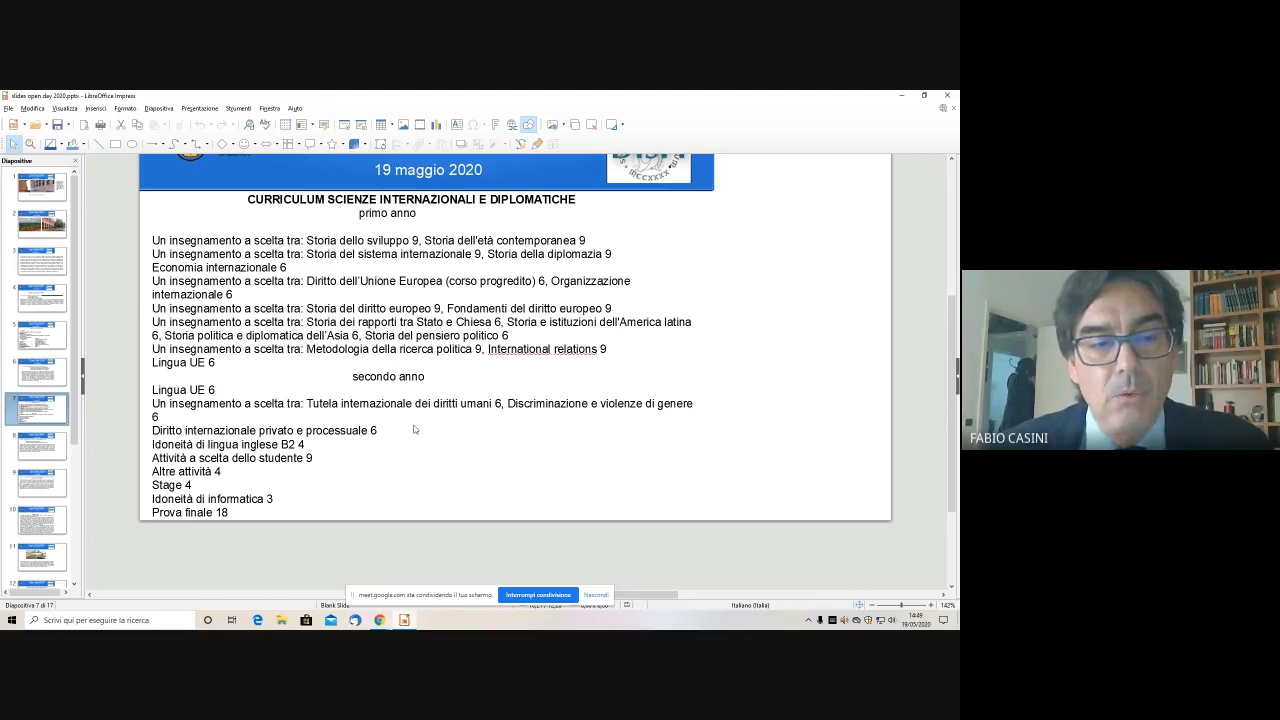 slides open day 2020.pptx - LibreOffice Impress
File Modifica Visualizza Inserisci Formato Diapositiva Presentazione Strumenti Finestra Aiuto
Diapositive
19 maggio 2020
CURRICULUM SCIENZE INTERNAZIONALI E DIPLOMATICHE
primo anno
Un insegnamento a scelta tra: Storia dello sviluppo 9, Storia dell'età contemporanea 9
Un insegnamento a scelta tra: Storia del sistema internazionale 9, Storia della diplomazia 9
Economia internazionale 6
Un insegnamento a scelta tra: Diritto dell'Unione Europea (corso progredito) 6, Organizzazione
internazionale 6
Un insegnamento a scelta tra: Storia del diritto europeo 9, Fondamenti del diritto europeo 9
Un insegnamento a scelta tra: Storia dei rapporti tra Stato e Chiesa 6, Storia e istituzioni dell'America latina
6, Storia politica e diplomatica dell'Asia 6, Storia del pensiero politico 6
Un insegnamento a scelta tra: Metodologia della ricerca politica 9, International relations 9
Lingua UE 6
secondo anno
Lingua UE 6
Un insegnamento a scelta tra: Tutela internazionale dei diritti umani 6, Discriminazione e violenze di genere
6
Diritto internazionale privato e processuale 6
Idoneità di lingua inglese B2 4
Attività a scelta dello studente 9
Altre attività 4
Stage 4
Idoneità di informatica 3
Prova finale 18
FABIO CASINI
meet.google.com sta condividendo il tuo schermo. Interrompi condivisione Nascondi
Diapositiva 7 di 17 Blank Slide Italiano (Italia) 142%
Scrivi qui per eseguire la ricerca
14:49
19/05/2020